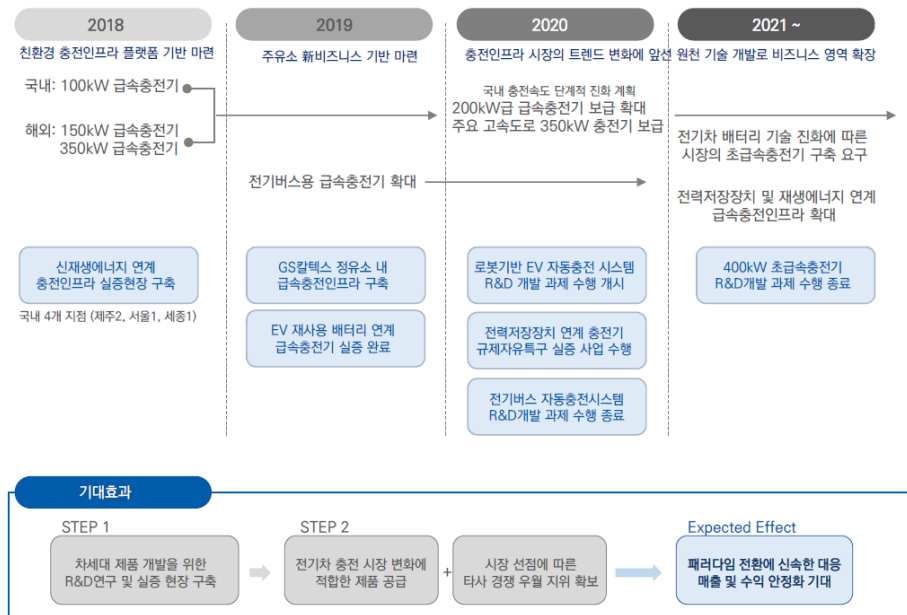 2018
2019
2020
2021 ~
친환경 충전인프라 플랫폼 기반 마련
주유소 新비즈니스 기반 마련
충전인프라 시장의 트렌드 변화에 앞선 원천 기술 개발로 비즈니스 영역 확장
국내: 100kW 급속충전기
해외: 150kW 급속충전기
350kW 급속충전기
국내 충전속도 단계적 진화 계획
200kW급 급속충전기 보급 확대
주요 고속도로 350kW 충전기 보급
전기차 배터리 기술 진화에 따른
시장의 초급속충전기 구축 요구
전기버스용 급속충전기 확대
전력저장장치 및 재생에너지 연계
급속충전인프라 확대
신재생에너지 연계
충전인프라 실증현장 구축
국내 4개 지점 (제주2, 서울1, 세종1)
GS칼텍스 정유소 내
급속충전인프라 구축
EV 재사용 배터리 연계
급속충전기 실증 완료
로봇기반 EV 자동충전 시스템
R&D 개발 과제 수행 개시
전력저장장치 연계 충전기
규제자유특구 실증 사업 수행
전기버스 자동충전시스템
R&D개발 과제 수행 종료
400kW 초급속충전기
R&D개발 과제 수행 종료
기대효과
STEP 1
차세대 제품 개발을 위한
R&D연구 및 실증 현장 구축
STEP 2
전기차 충전 시장 변화에
적합한 제품 공급
+
시장 선점에 따른
타사 경쟁 우월 지위 확보
Expected Effect
패러다임 전환에 신속한 대응
매출 및 수익 안정화 기대